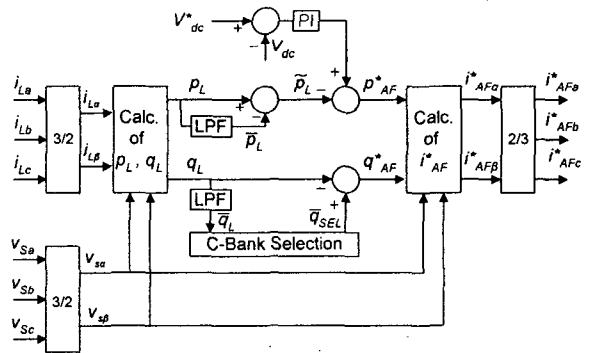 V*dc
PI
Vdc
iLa
iLb
iLc
3/2
iLα
iLβ
Calc.
of
pL, qL
pL
LPF
p̄L
p̃L
p*AF
qL
LPF
q̄L
q̄SEL
q*AF
C-Bank Selection
Calc.
of
i*AF
i*AFα
i*AFβ
2/3
i*AFa
i*AFb
i*AFc
vSa
vSb
vSc
3/2
vsα
vsβ